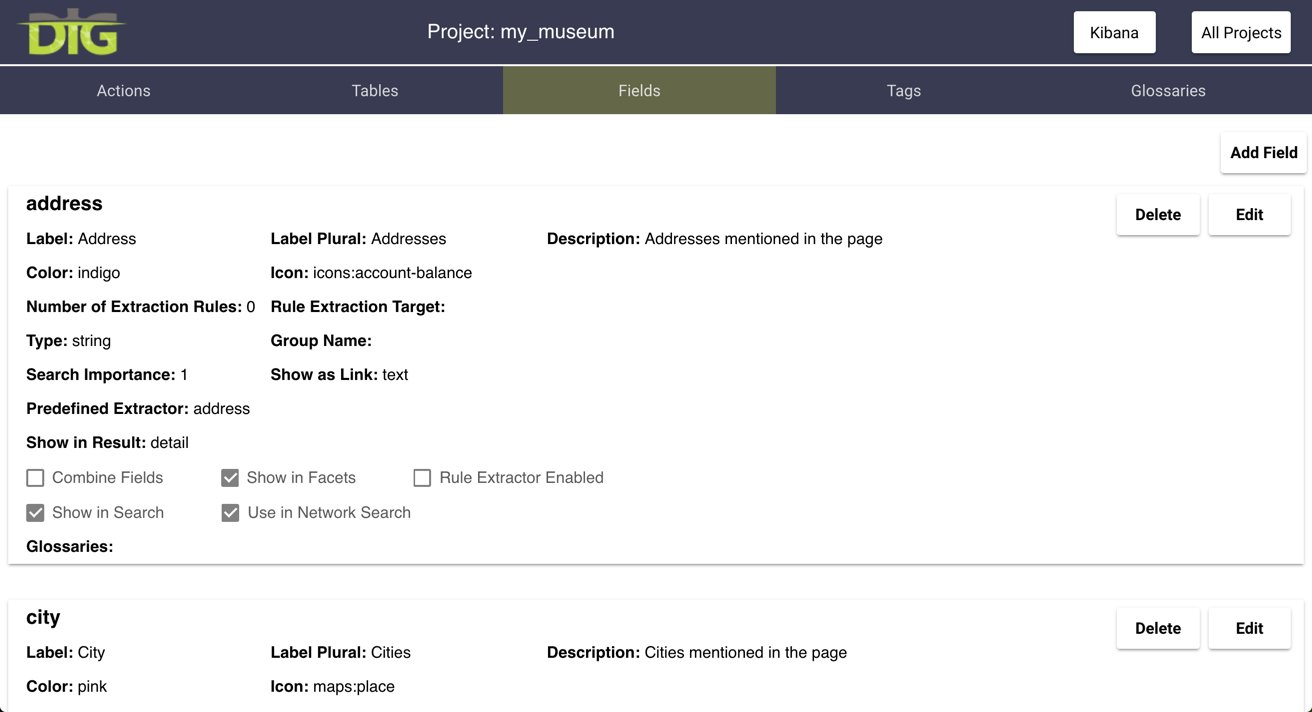 DIG
Project: my_museum
Kibana
All Projects
Actions
Tables
Fields
Tags
Glossaries
Add Field
address
Delete
Edit
Label: Address
Label Plural: Addresses
Description: Addresses mentioned in the page
Color: indigo
Icon: icons:account-balance
Number of Extraction Rules: 0
Rule Extraction Target:
Type: string
Group Name:
Search Importance: 1
Show as Link: text
Predefined Extractor: address
Show in Result: detail
Combine Fields
Show in Facets
Rule Extractor Enabled
Show in Search
Use in Network Search
Glossaries:
city
Delete
Edit
Label: City
Label Plural: Cities
Description: Cities mentioned in the page
Color: pink
Icon: maps:place